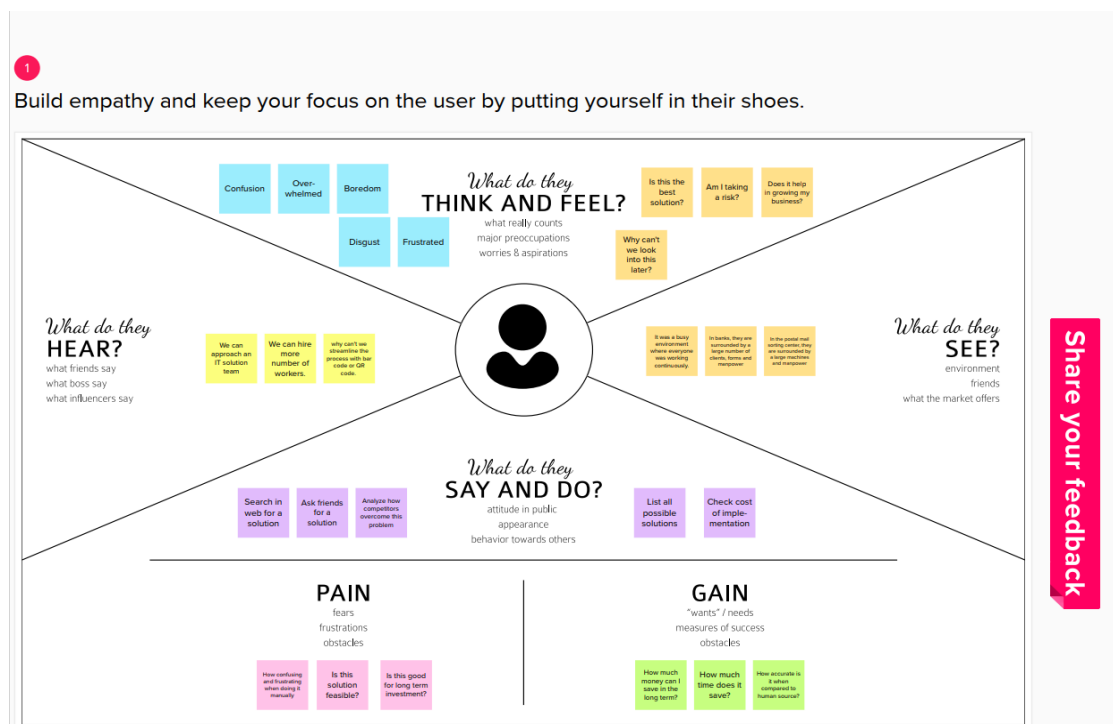 1
Build empathy and keep your focus on the user by putting yourself in their shoes.
What do they
THINK AND FEEL?
what really counts
major preoccupations
worries & aspirations
Confusion
Over-
whelmed
Boredom
Disgust
Frustrated
Is this the
best
solution?
Am I taking
a risk?
Does it help
in growing my
business?
Why can't
we look
into this
later?
What do they
HEAR?
what friends say
what boss say
what influencers say
We can
approach an
IT solution
team
We can hire
more
number of
workers.
why can't we
streamline the
process with bar
code or QR
code.
It was a busy
environment
where everyone
was working
continuously.
In banks, they are
surrounded by a
large number of
clients, forms and
manpower
In the postal mail
sorting center, they
are surrounded by
a large machines
and manpower
What do they
SEE?
environment
friends
what the market offers
What do they
SAY AND DO?
attitude in public
appearance
behavior towards others
Search in
web for a
solution
Ask friends
for a
solution
Analyze how
competitors
overcome this
problem
List all
possible
solutions
Check cost
of imple-
mentation
PAIN
fears
frustrations
obstacles
How confusing
and frustrating
when doing it
manually
Is this
solution
feasible?
Is this good
for long term
investment?
GAIN
"wants" / needs
measures of success
obstacles
How much
money can I
save in the
long term?
How much
time does it
save?
How accurate is
it when
compared to
human source?
Share your feedback